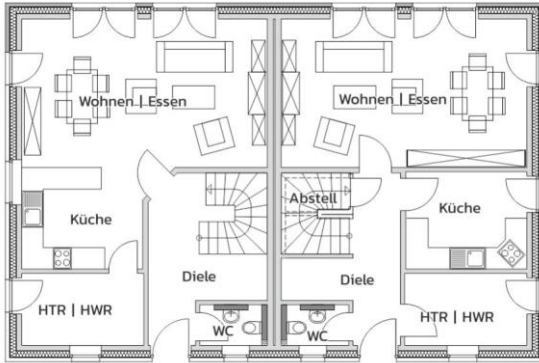 Wohnen | Essen
Wohnen | Essen
Abstell
Küche
Küche
Diele
Diele
HTR | HWR
WC
WC
HTR | HWR